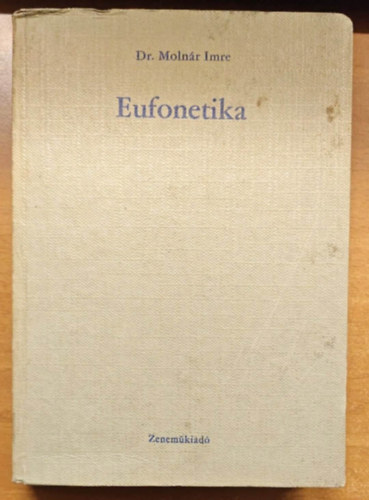 Dr. Molnár Imre
Eufonetika
Zeneműkiadó